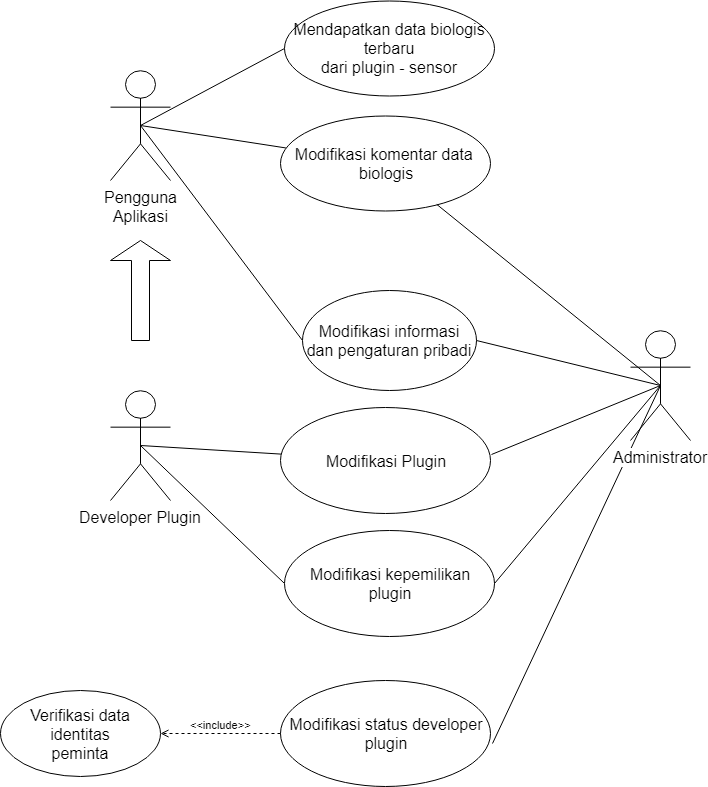 Mendapatkan data biologis
terbaru
dari plugin - sensor
Modifikasi komentar data
biologis
Pengguna
Aplikasi
Modifikasi informasi
dan pengaturan pribadi
Administrator
Modifikasi Plugin
Developer Plugin
Modifikasi kepemilikan
plugin
Verifikasi data
identitas
peminta
<<include>>
Modifikasi status developer
plugin